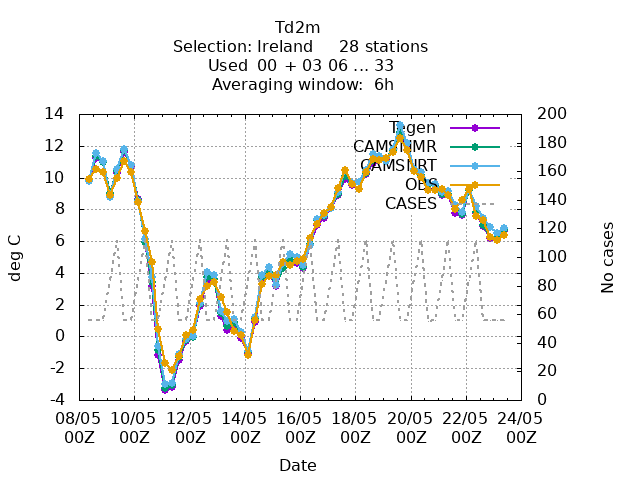 Td2m
Selection: Ireland 28 stations
Used 00 + 03 06 ... 33
Averaging window: 6h
14
12
10
8
6
4
2
0
-2
-4
200
180
160
140
120
100
80
60
40
20
0
deg C
No cases
Tegen
CAMSIMR
CAMSNRT
OBS
CASES
08/05 10/05 12/05 14/05 16/05 18/05 20/05 22/05 24/05
00Z 00Z 00Z 00Z 00Z 00Z 00Z 00Z 00Z
Date